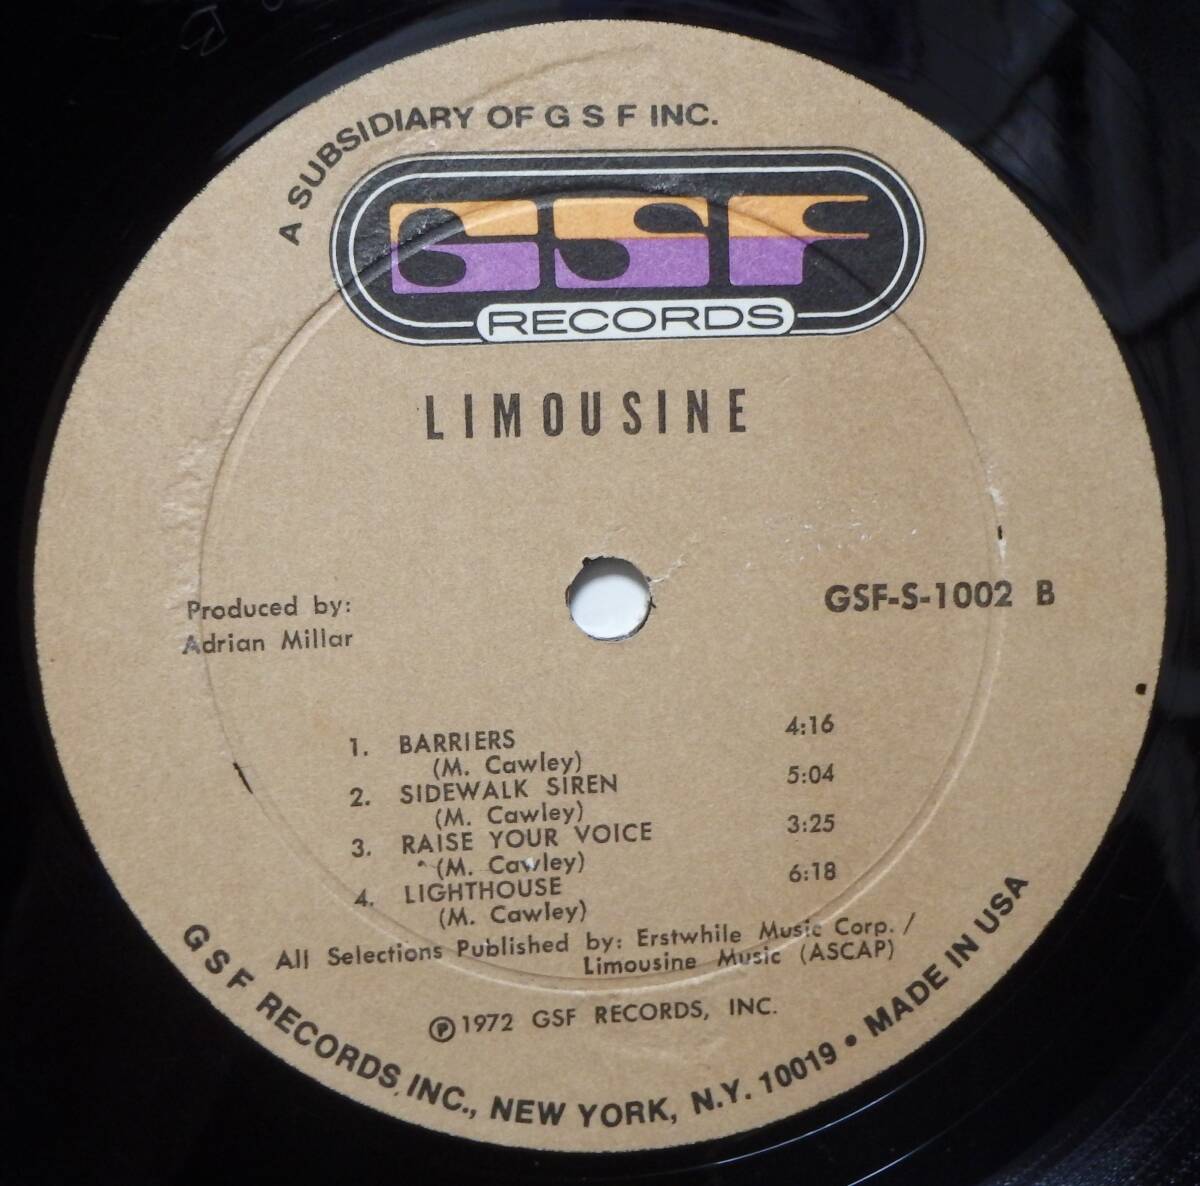 A SUBSIDIARY OF G S F INC.
GSF
RECORDS
LIMOUSINE
Produced by:
Adrian Millar
GSF-S-1002 B
1. BARRIERS 4:16
(M. Cawley)
2. SIDEWALK SIREN 5:04
(M. Cawley)
3. RAISE YOUR VOICE 3:25
(M. Cawley)
4. LIGHTHOUSE 6:18
(M. Cawley)
All Selections Published by: Erstwhile Music Corp. /
Limousine Music (ASCAP)
℗1972 GSF RECORDS, INC.
G S F RECORDS, INC., NEW YORK, N.Y. 10019 • MADE IN USA